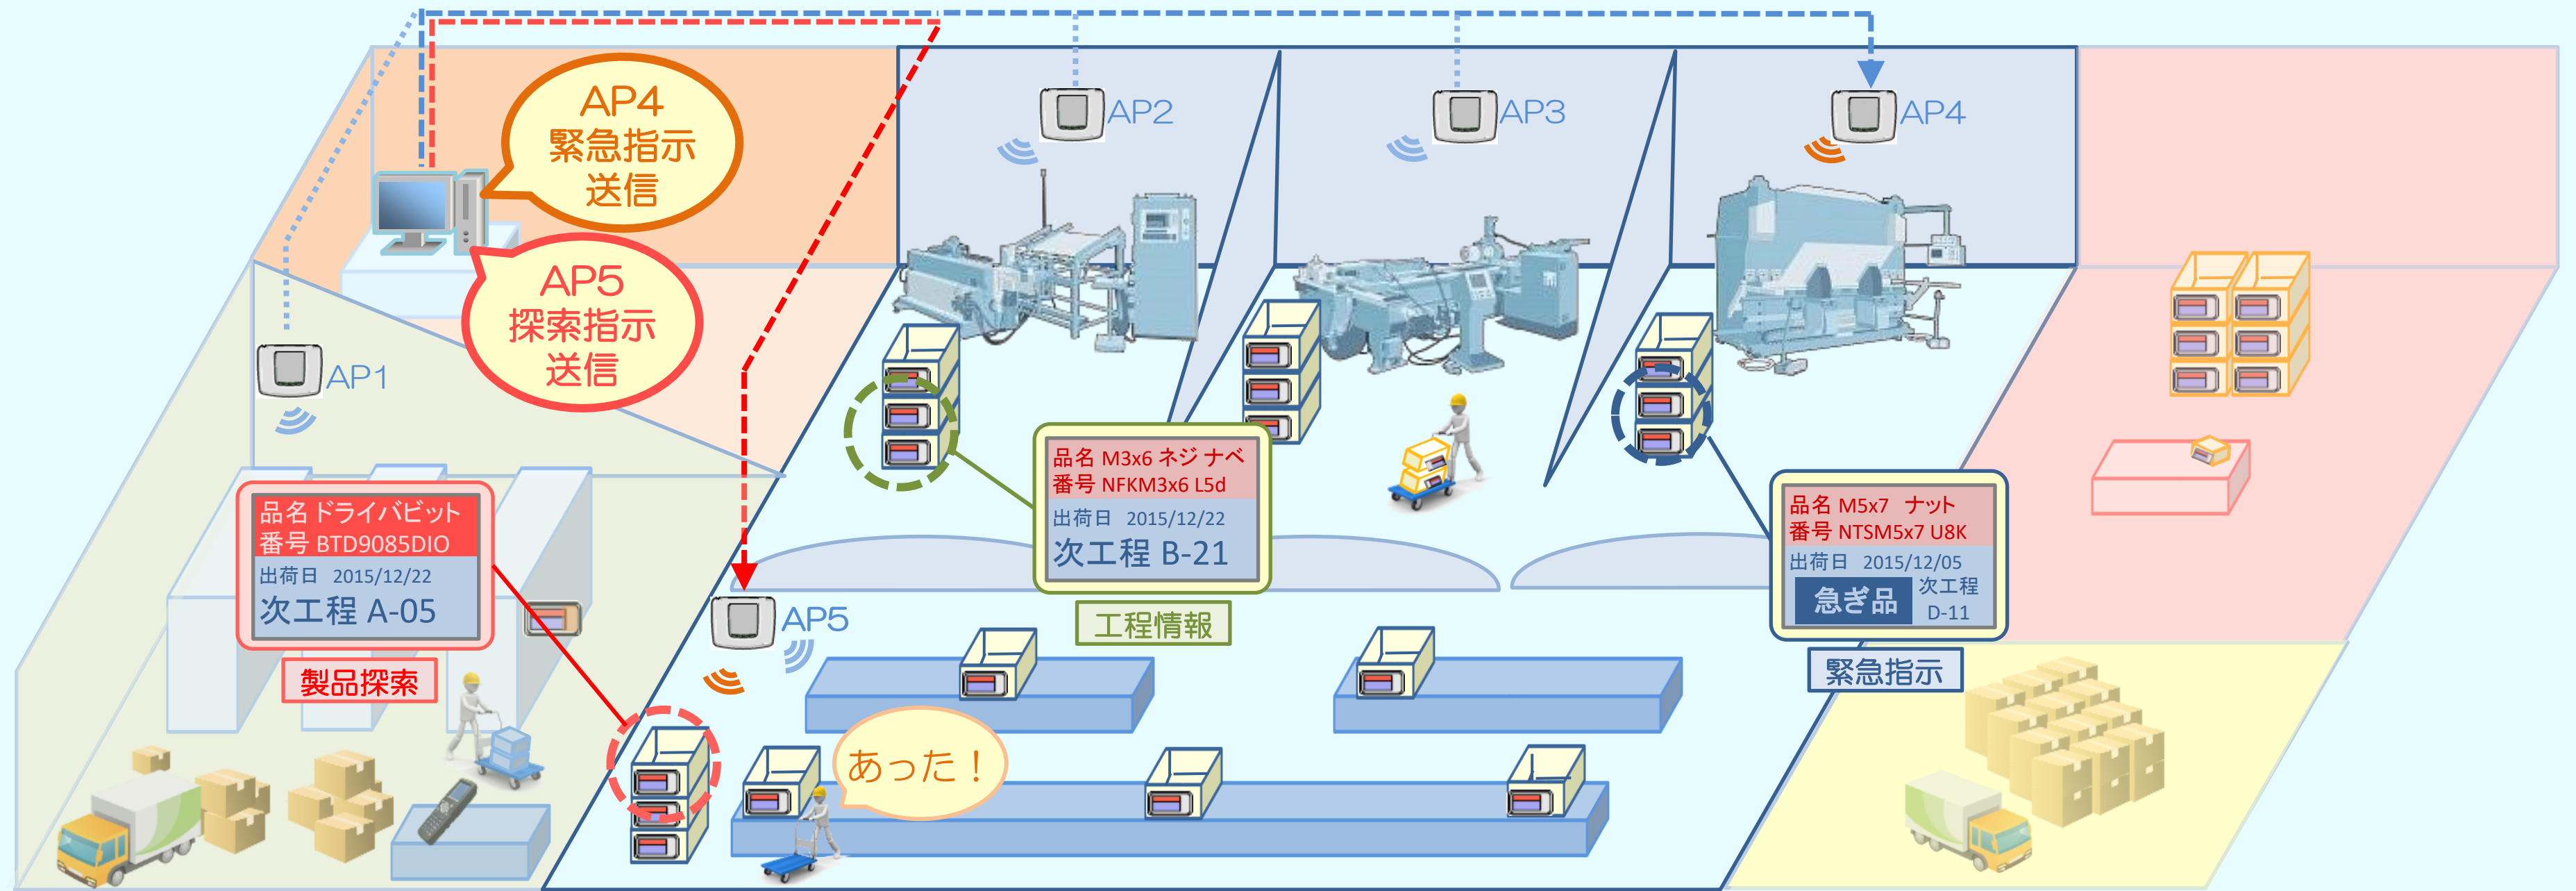 AP4
緊急指示
送信
AP5
探索指示
送信
AP1
AP2
AP3
AP4
AP5
品名 ドライバビット
番号 BTD9085DIO
出荷日 2015/12/22
次工程 A-05
製品探索
品名 M3x6 ネジ ナベ
番号 NFKM3x6 L5d
出荷日 2015/12/22
次工程 B-21
工程情報
品名 M5x7 ナット
番号 NTSM5x7 U8K
出荷日 2015/12/05
急ぎ品 次工程
D-11
緊急指示
あった！